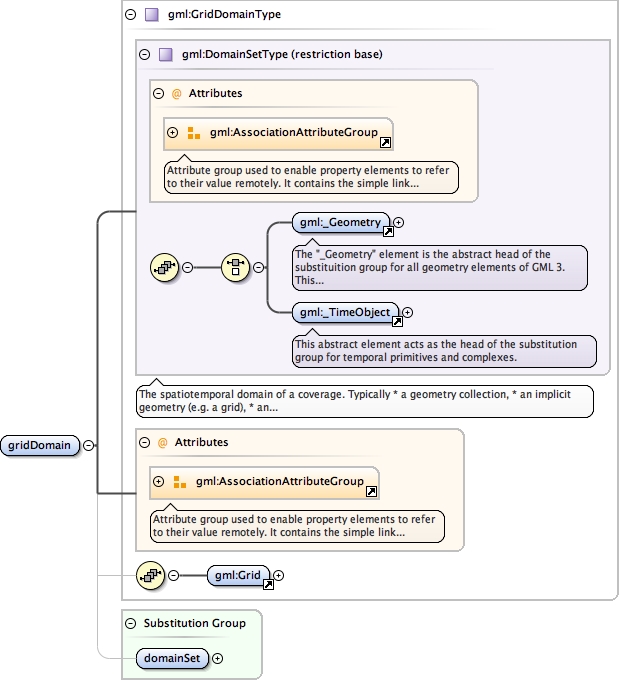 gml:GridDomainType
gml:DomainSetType (restriction base)
@ Attributes
gml:AssociationAttributeGroup
Attribute group used to enable property elements to refer
to their value remotely. It contains the simple link...
gml:_Geometry
The "_Geometry" element is the abstract head of the
substituition group for all geometry elements of GML 3.
This...
gml:_TimeObject
This abstract element acts as the head of the substitution
group for temporal primitives and complexes.
The spatiotemporal domain of a coverage. Typically * a geometry collection, * an implicit
geometry (e.g. a grid), * an...
gridDomain
@ Attributes
gml:AssociationAttributeGroup
Attribute group used to enable property elements to refer
to their value remotely. It contains the simple link...
gml:Grid
Substitution Group
domainSet